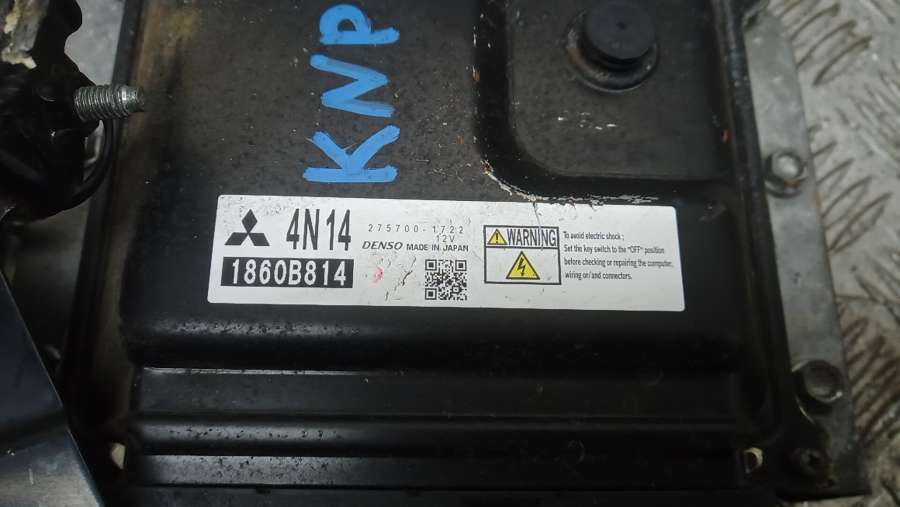 KNP
4N14
275700-1722
12V
DENSO MADE IN JAPAN
1860B814
WARNING
To avoid electric shock ;
Set the key switch to the "OFF" position
before checking or repairing the computer,
wiring on/and connectors.